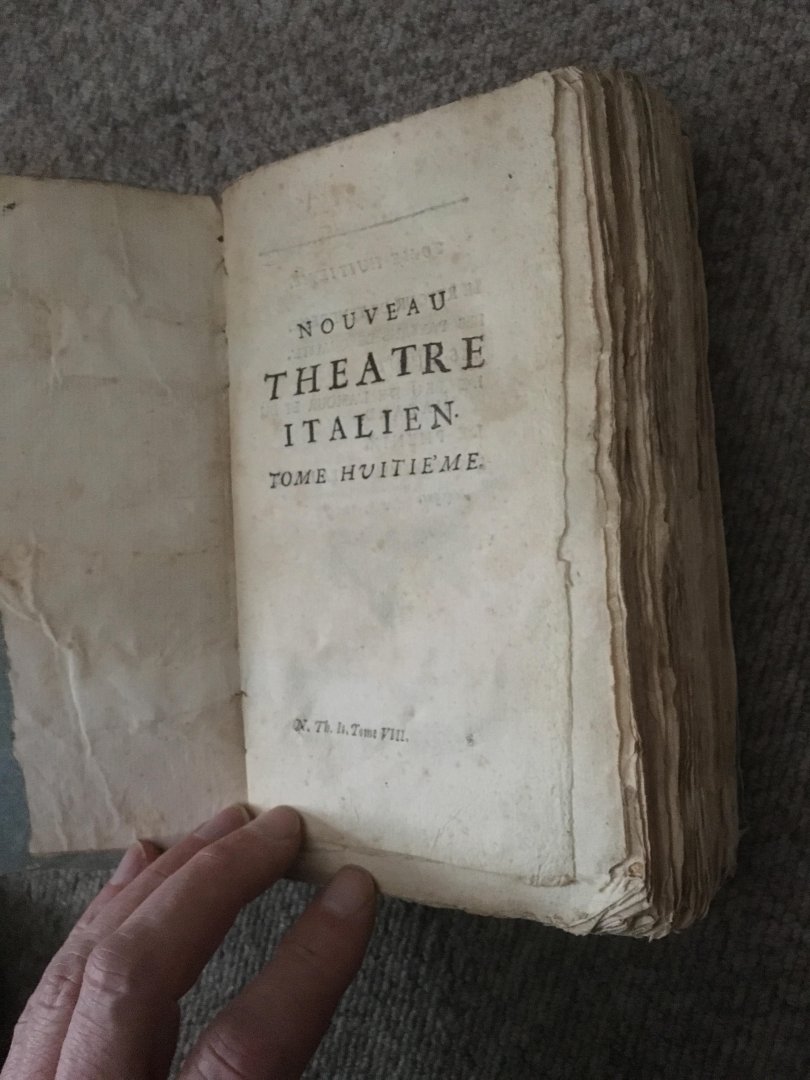 NOUVEAU
THEATRE
ITALIEN.
TOME HUITIE'ME.
N. Th. It. Tome VIII.